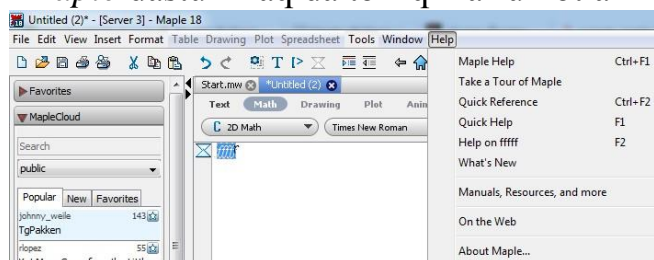 Untitled (2)* - [Server 3] - Maple 18
File Edit View Insert Format Table Drawing Plot Spreadsheet Tools Window Help
Favorites
MapleCloud
Search
public
Popular New Favorites
johnny_weile 143
TgPakken
rlopez 55
Start.mw *Untitled (2)
Text Math Drawing Plot Anim
C 2D Math Times New Roman
Maple Help Ctrl+F1
Take a Tour of Maple
Quick Reference Ctrl+F2
Quick Help F1
Help on fffff F2
What's New
Manuals, Resources, and more
On the Web
About Maple...